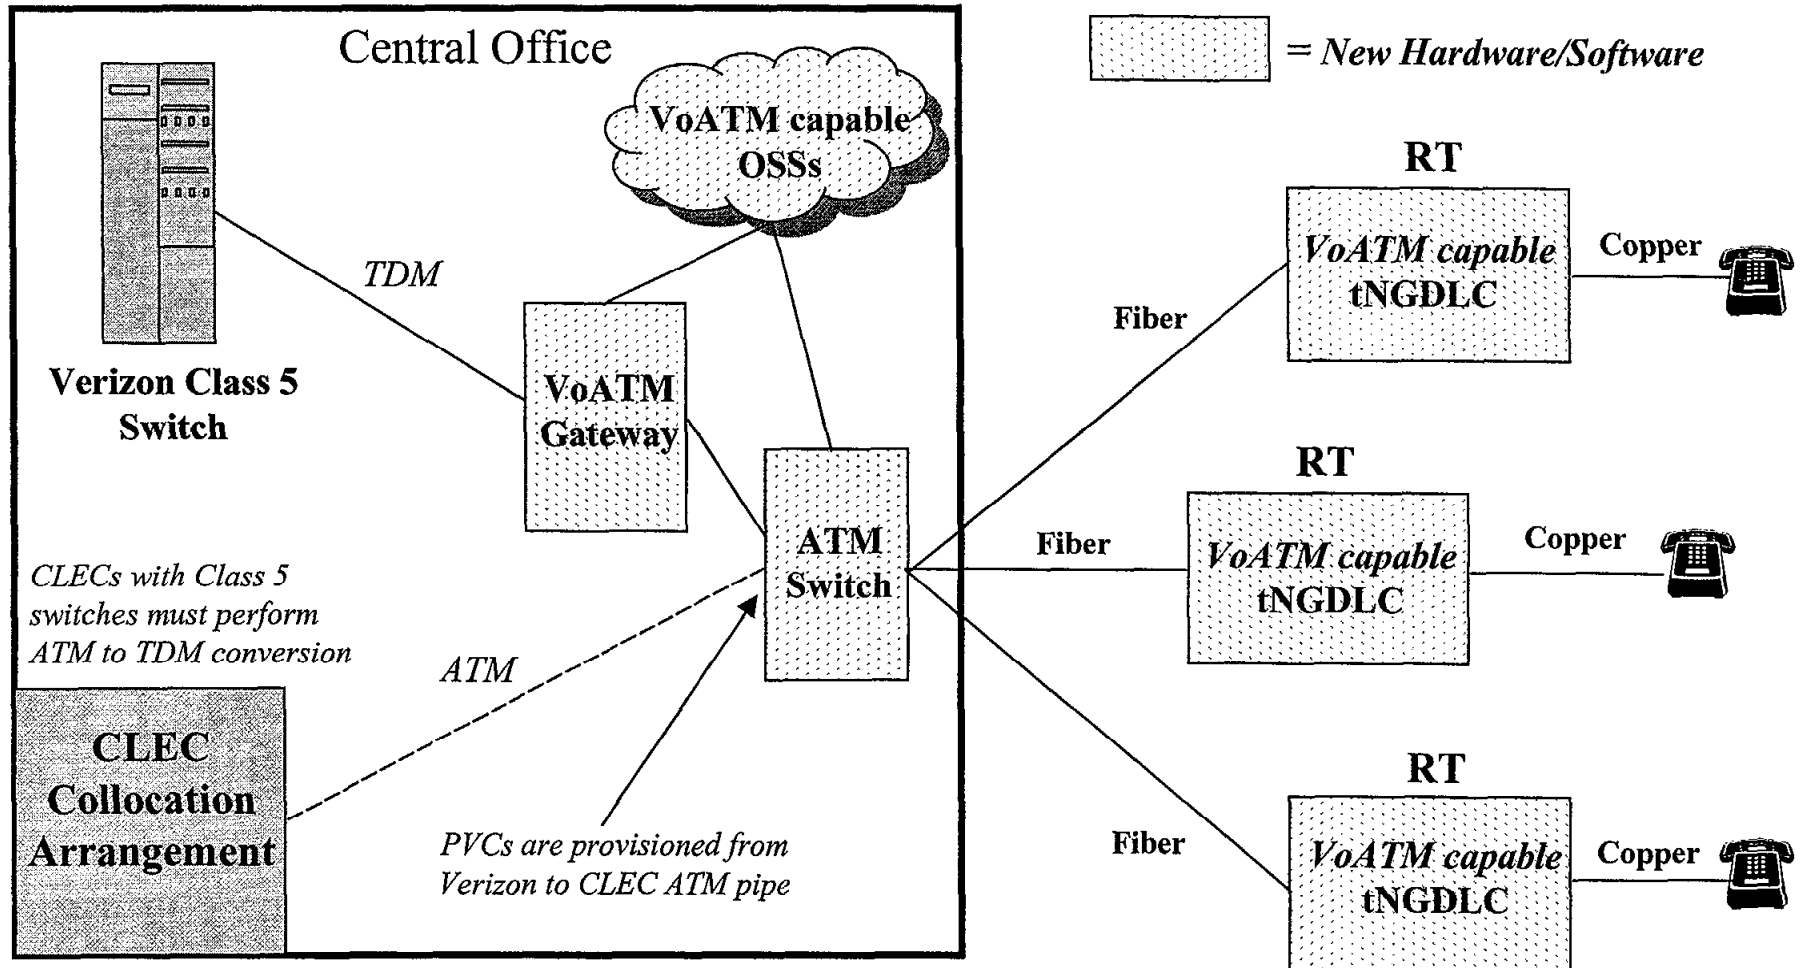 Central Office
= New Hardware/Software
VoATM capable
OSSs
TDM
Verizon Class 5
Switch
VoATM
Gateway
ATM
Switch
CLECs with Class 5
switches must perform
ATM to TDM conversion
ATM
CLEC
Collocation
Arrangement
PVCs are provisioned from
Verizon to CLEC ATM pipe
RT
VoATM capable
tNGDLC
Fiber
Copper
RT
VoATM capable
tNGDLC
Fiber
Copper
RT
VoATM capable
tNGDLC
Fiber
Copper